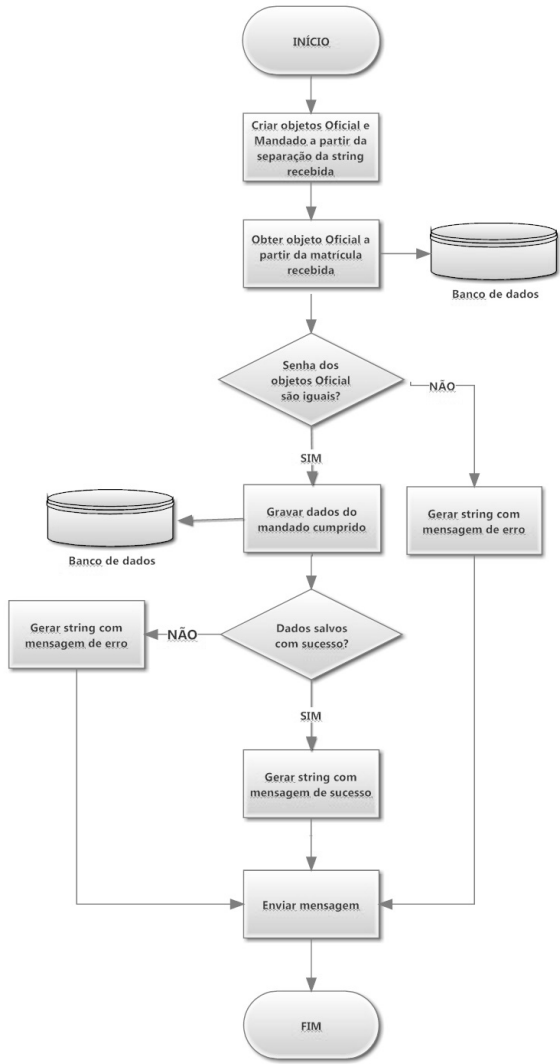 INÍCIO
Criar objetos Oficial e
Mandado a partir da
separação da string
recebida
Obter objeto Oficial a
partir da matrícula
recebida
Banco de dados
Senha dos
objetos Oficial
são iguais?
NÃO
SIM
Gravar dados do
mandado cumprido
Gerar string com
mensagem de erro
Banco de dados
Gerar string com
mensagem de erro
NÃO
Dados salvos
com sucesso?
SIM
Gerar string com
mensagem de sucesso
Enviar mensagem
FIM